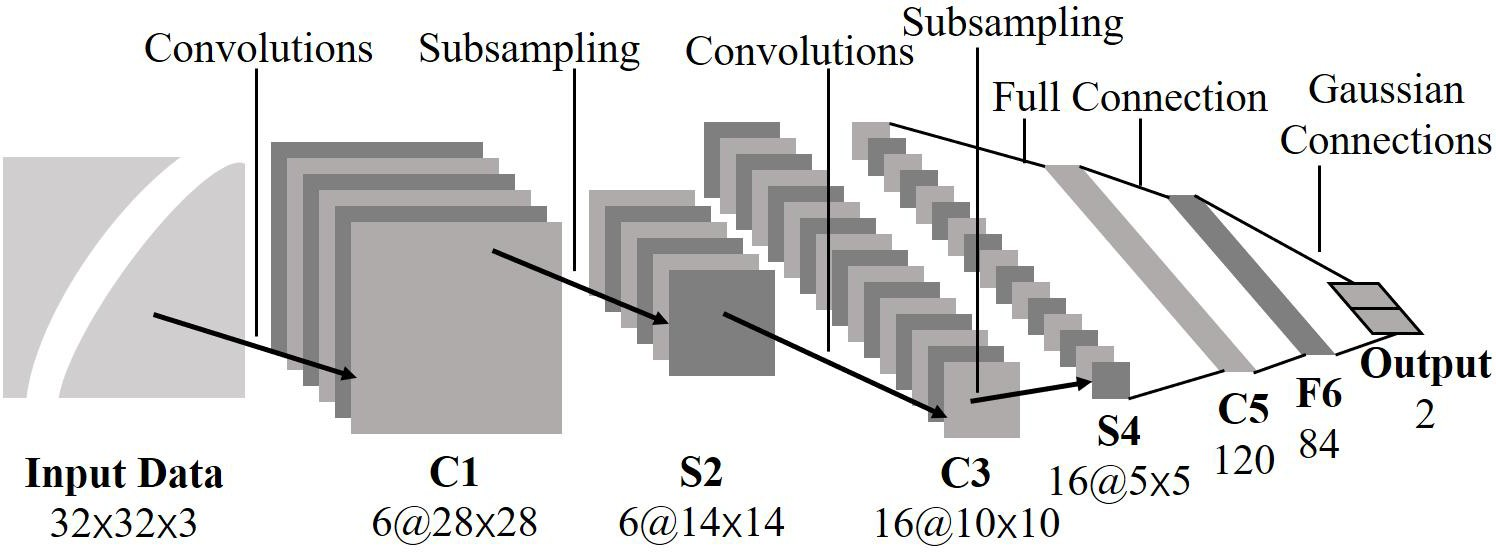 Convolutions
Subsampling
Convolutions
Subsampling
Full Connection
Gaussian
Connections
Input Data
32x32x3
C1
6@28x28
S2
6@14x14
C3
16@10x10
S4
16@5x5
C5
120
F6
84
Output
2